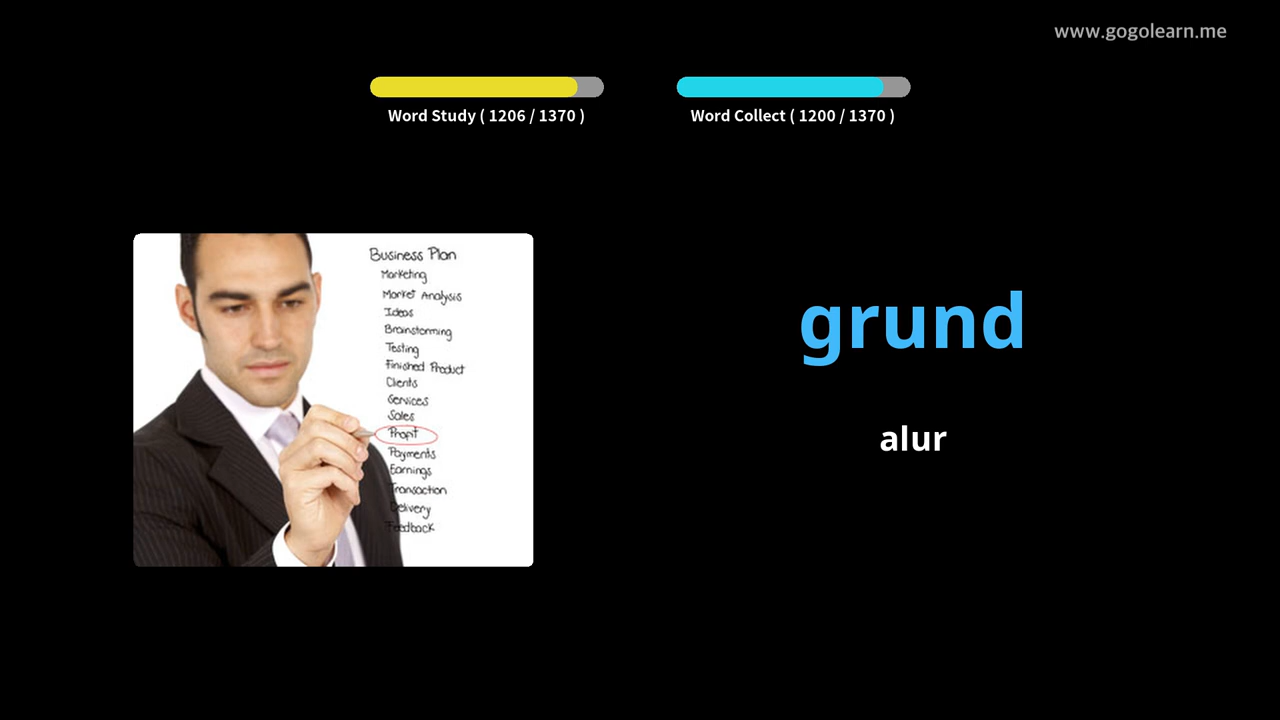 www.gogolearn.me
Word Study ( 1206 / 1370 )
Word Collect ( 1200 / 1370 )
Business Plan
Marketing
Market Analysis
Ideas
Brainstorming
Testing
Finished Product
Clients
Services
Sales
Profit
Payments
Earnings
Transaction
Delivery
Feedback
grund
alur